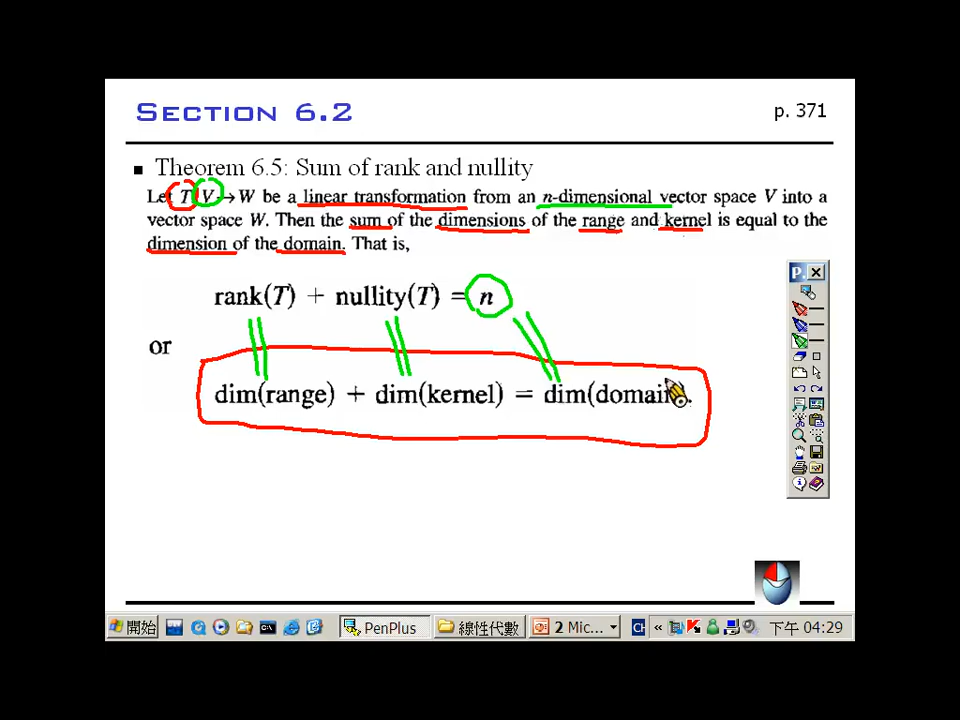 SECTION 6.2
p. 371
■ Theorem 6.5: Sum of rank and nullity
Let T: V → W be a linear transformation from an n-dimensional vector space V into a
vector space W. Then the sum of the dimensions of the range and kernel is equal to the
dimension of the domain. That is,
rank(T) + nullity(T) = n
or
dim(range) + dim(kernel) = dim(domain).
P.
開始 PenPlus 線性代數 2 Mic... CH « 下午 04:29